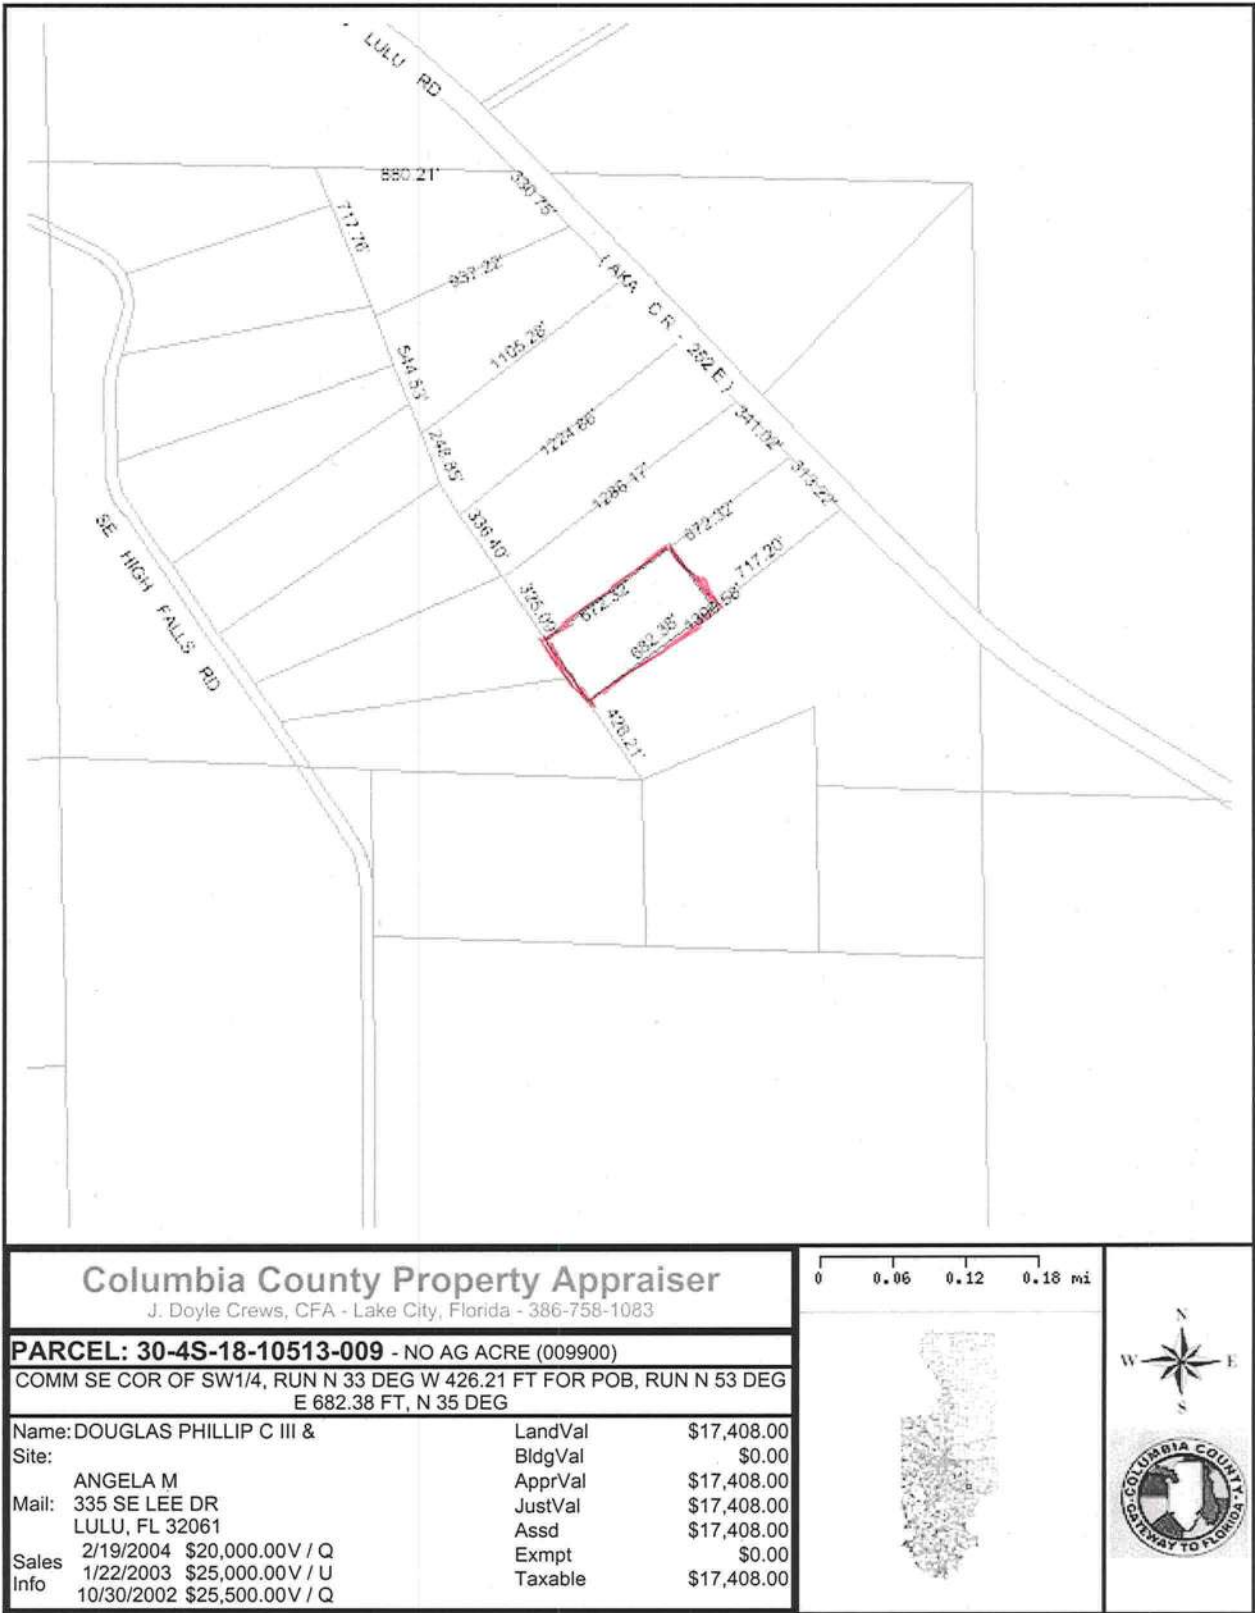 LULU RD
880.21'
330.75'
717.76'
937.22'
( AKA C R - 252 E )
1105.28'
544.53'
1224.66'
341.02'
248.85'
313.22'
1286.17'
336.40'
672.32'
SE HIGH FALLS RD
717.20'
325.09'
672.32'
682.38'
426.21'
Columbia County Property Appraiser
J. Doyle Crews, CFA - Lake City, Florida - 386-758-1083
PARCEL: 30-4S-18-10513-009 - NO AG ACRE (009900)
COMM SE COR OF SW1/4, RUN N 33 DEG W 426.21 FT FOR POB, RUN N 53 DEG
E 682.38 FT, N 35 DEG
Name: DOUGLAS PHILLIP C III &
Site:
ANGELA M
Mail: 335 SE LEE DR
LULU, FL 32061
Sales Info
2/19/2004 $20,000.00V / Q
1/22/2003 $25,000.00V / U
10/30/2002 $25,500.00V / Q
LandVal $17,408.00
BldgVal $0.00
ApprVal $17,408.00
JustVal $17,408.00
Assd $17,408.00
Exmpt $0.00
Taxable $17,408.00
0 0.06 0.12 0.18 mi
N
W E
S
COLUMBIA COUNTY
GATEWAY TO FLORIDA